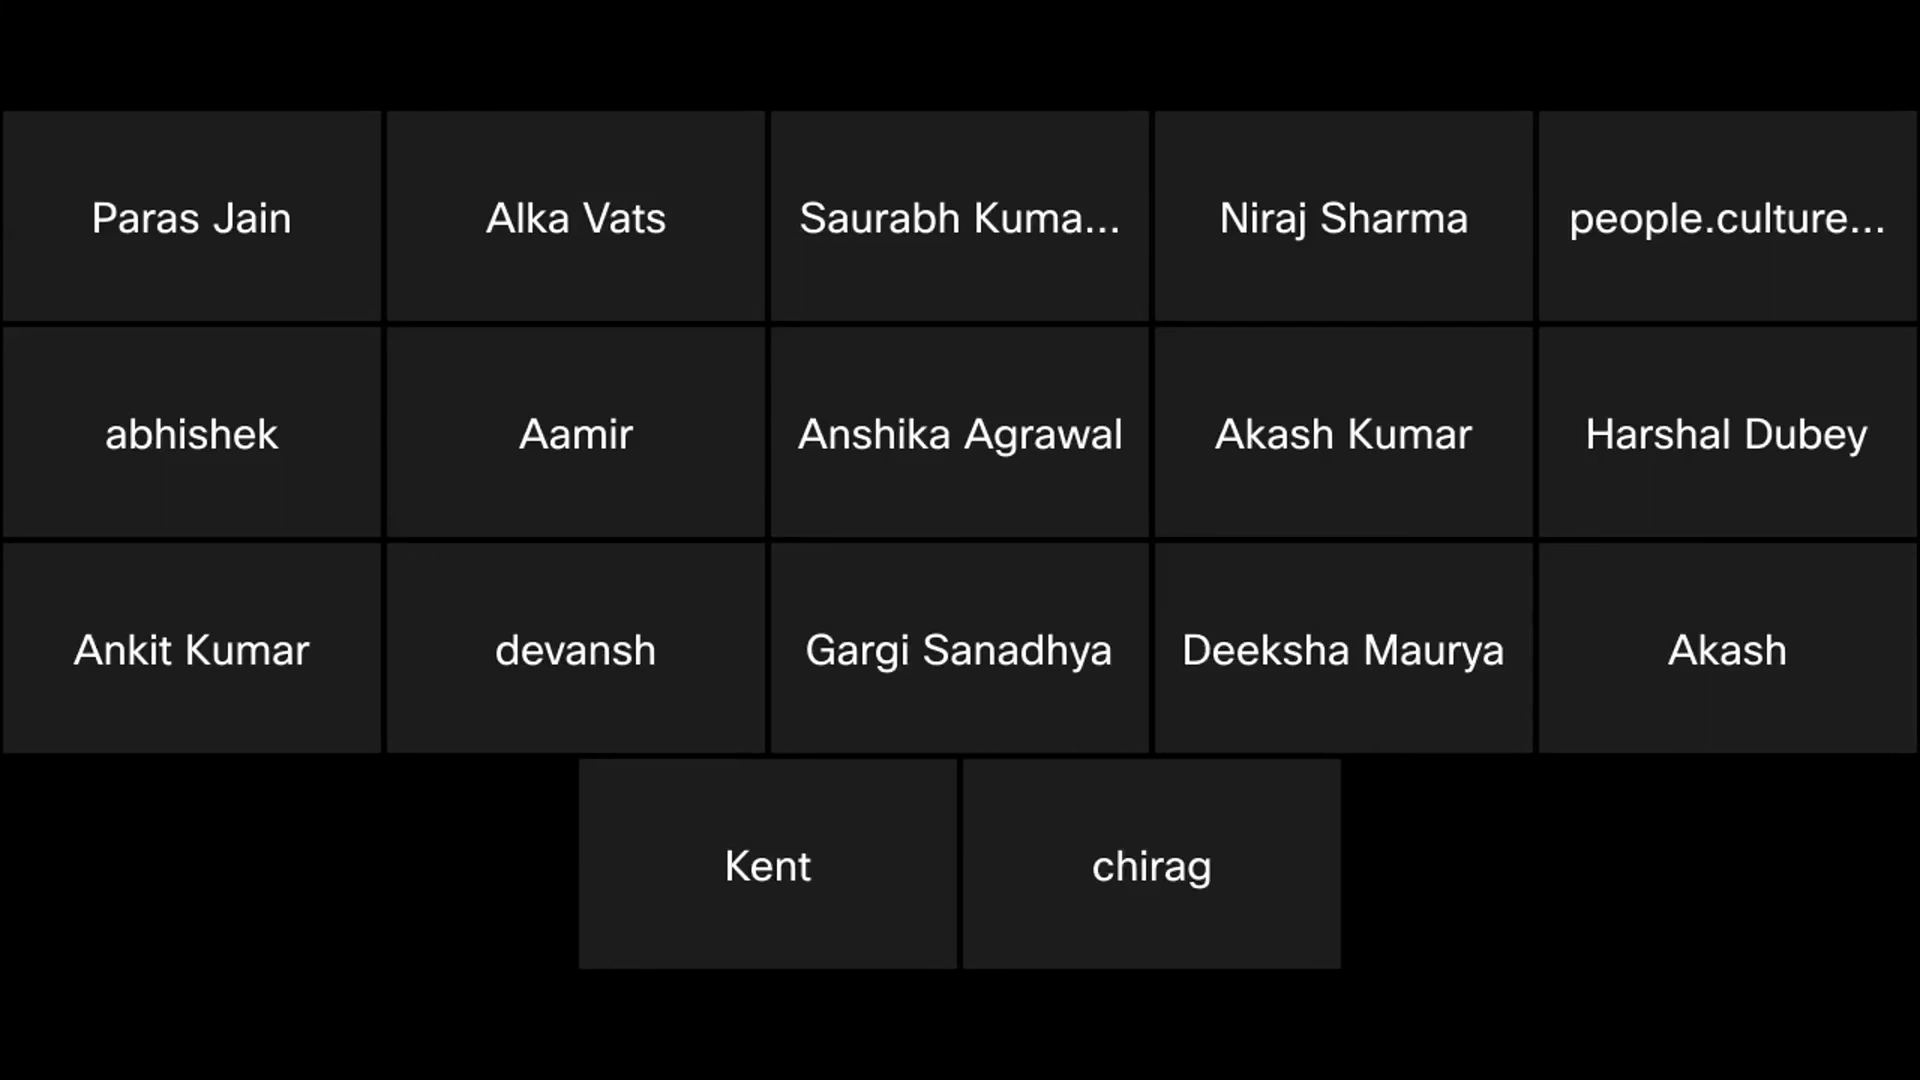 Paras Jain
Alka Vats
Saurabh Kuma...
Niraj Sharma
people.culture...
abhishek
Aamir
Anshika Agrawal
Akash Kumar
Harshal Dubey
Ankit Kumar
devansh
Gargi Sanadhya
Deeksha Maurya
Akash
Kent
chirag